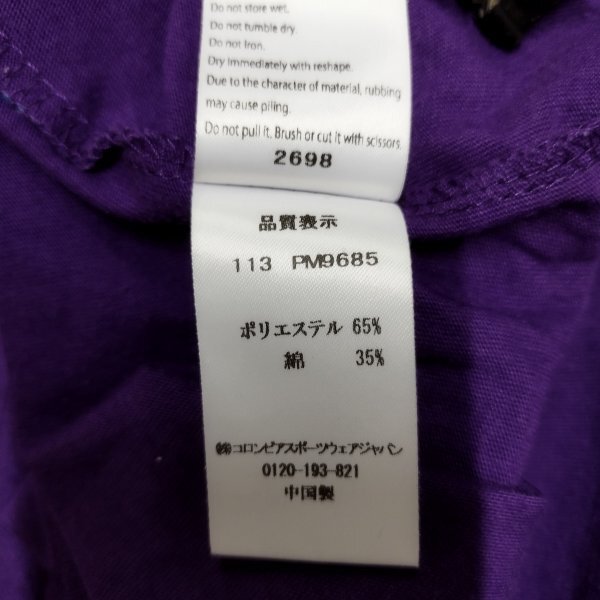 Do not store wet.
Do not tumble dry.
Do not Iron.
Dry immediately with reshape.
Due to the character of material, rubbing
may cause piling.
Do not pull it. Brush or cut it with scissors.
2698
品質表示
113 PM9685
ポリエステル 65%
綿 35%
㈱コロンビアスポーツウェアジャパン
0120-193-821
中国製